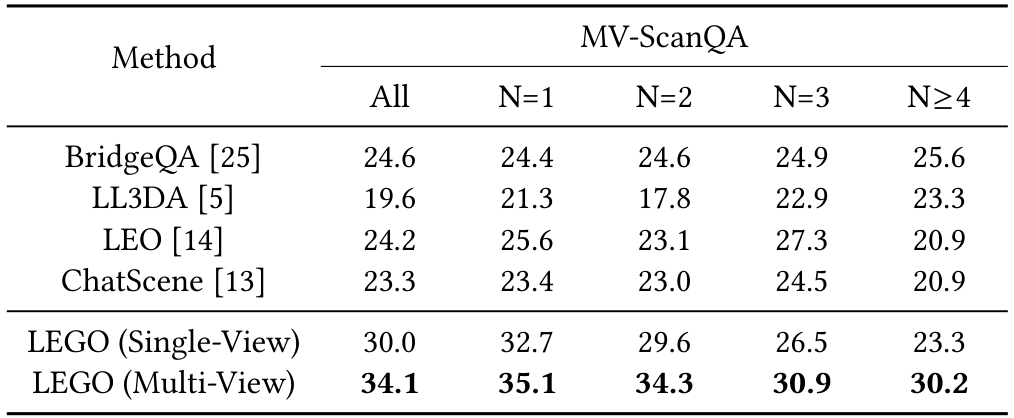 Method MV-ScanQA
All N=1 N=2 N=3 N≥4
BridgeQA [25] 24.6 24.4 24.6 24.9 25.6
LL3DA [5] 19.6 21.3 17.8 22.9 23.3
LEO [14] 24.2 25.6 23.1 27.3 20.9
ChatScene [13] 23.3 23.4 23.0 24.5 20.9
LEGO (Single-View) 30.0 32.7 29.6 26.5 23.3
LEGO (Multi-View) 34.1 35.1 34.3 30.9 30.2